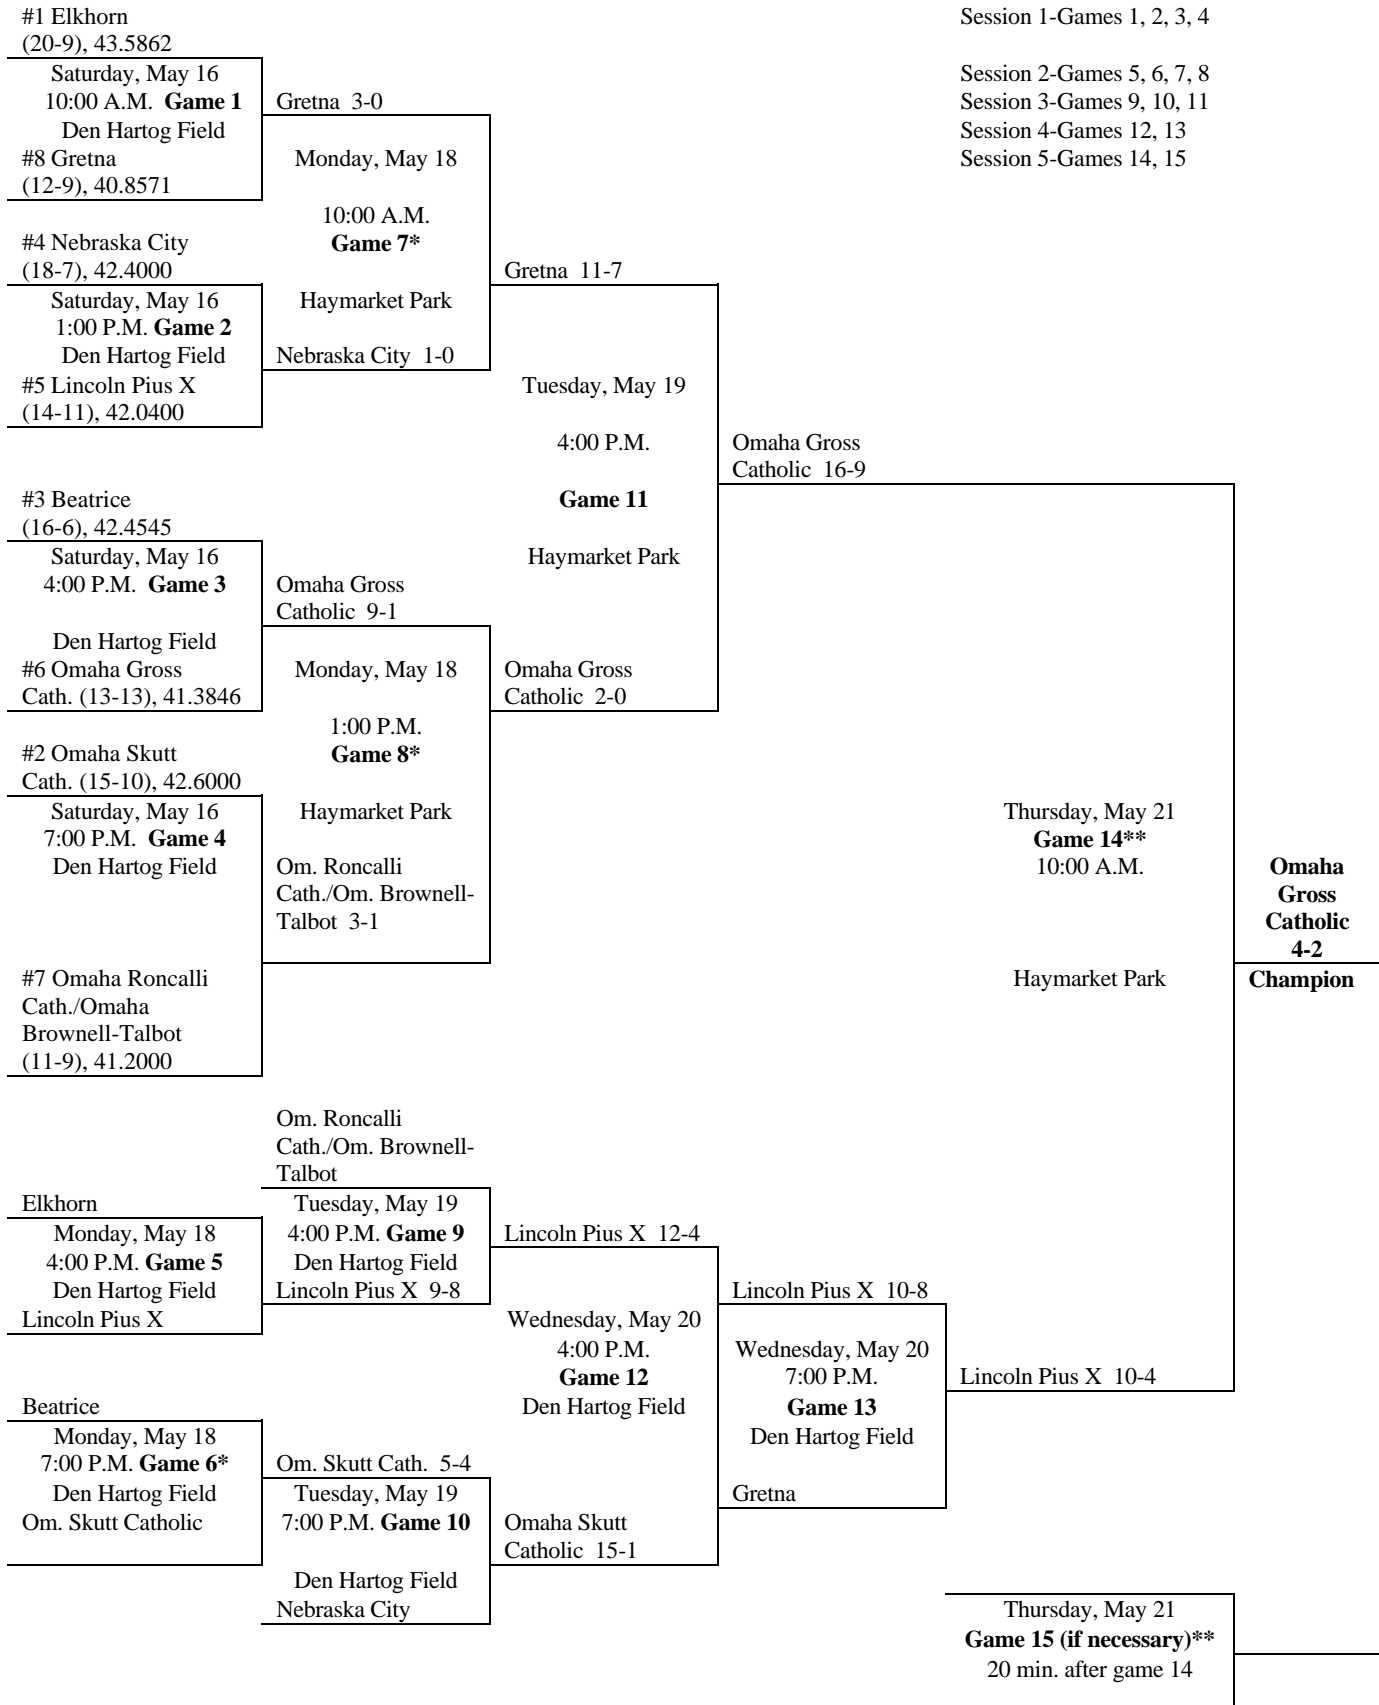 #1 Elkhorn
(20-9), 43.5862
Saturday, May 16
10:00 A.M. Game 1
Den Hartog Field
#8 Gretna
(12-9), 40.8571
#4 Nebraska City
(18-7), 42.4000
Saturday, May 16
1:00 P.M. Game 2
Den Hartog Field
#5 Lincoln Pius X
(14-11), 42.0400
#3 Beatrice
(16-6), 42.4545
Saturday, May 16
4:00 P.M. Game 3
Den Hartog Field
#6 Omaha Gross
Cath. (13-13), 41.3846
#2 Omaha Skutt
Cath. (15-10), 42.6000
Saturday, May 16
7:00 P.M. Game 4
Den Hartog Field
#7 Omaha Roncalli
Cath./Omaha
Brownell-Talbot
(11-9), 41.2000
Gretna 3-0
Monday, May 18
10:00 A.M.
Game 7*
Haymarket Park
Nebraska City 1-0
Omaha Gross
Catholic 9-1
Monday, May 18
1:00 P.M.
Game 8*
Haymarket Park
Om. Roncalli
Cath./Om. Brownell-
Talbot 3-1
Gretna 11-7
Tuesday, May 19
4:00 P.M.
Game 11
Haymarket Park
Omaha Gross
Catholic 2-0
Omaha Gross
Catholic 16-9
Session 1-Games 1, 2, 3, 4
Session 2-Games 5, 6, 7, 8
Session 3-Games 9, 10, 11
Session 4-Games 12, 13
Session 5-Games 14, 15
Thursday, May 21
Game 14**
10:00 A.M.
Haymarket Park
Omaha
Gross
Catholic
4-2
Champion
Elkhorn
Monday, May 18
4:00 P.M. Game 5
Den Hartog Field
Lincoln Pius X
Beatrice
Monday, May 18
7:00 P.M. Game 6*
Den Hartog Field
Om. Skutt Catholic
Om. Roncalli
Cath./Om. Brownell-
Talbot
Tuesday, May 19
4:00 P.M. Game 9
Den Hartog Field
Lincoln Pius X 9-8
Om. Skutt Cath. 5-4
Tuesday, May 19
7:00 P.M. Game 10
Den Hartog Field
Nebraska City
Lincoln Pius X 12-4
Wednesday, May 20
4:00 P.M.
Game 12
Den Hartog Field
Omaha Skutt
Catholic 15-1
Lincoln Pius X 10-8
Wednesday, May 20
7:00 P.M.
Game 13
Den Hartog Field
Gretna
Lincoln Pius X 10-4
Thursday, May 21
Game 15 (if necessary)**
20 min. after game 14